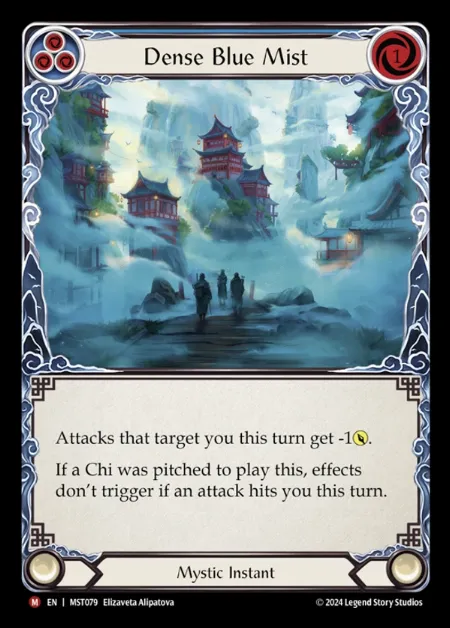 Dense Blue Mist
1
Attacks that target you this turn get -1.
If a Chi was pitched to play this, effects
don't trigger if an attack hits you this turn.
Mystic Instant
M EN | MST079 Elizaveta Alipatova
© 2024 Legend Story Studios